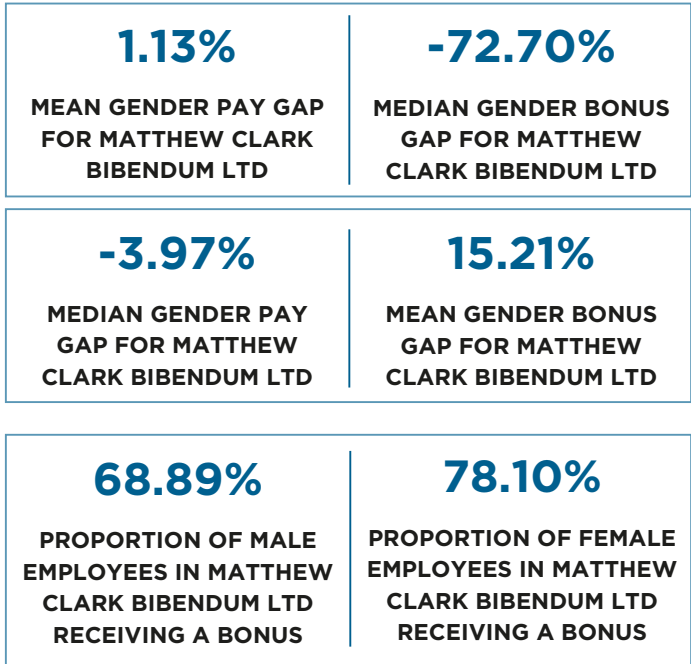 1.13%
MEAN GENDER PAY GAP
FOR MATTHEW CLARK
BIBENDUM LTD
-72.70%
MEDIAN GENDER BONUS
GAP FOR MATTHEW
CLARK BIBENDUM LTD
-3.97%
MEDIAN GENDER PAY
GAP FOR MATTHEW
CLARK BIBENDUM LTD
15.21%
MEAN GENDER BONUS
GAP FOR MATTHEW
CLARK BIBENDUM LTD
68.89%
PROPORTION OF MALE
EMPLOYEES IN MATTHEW
CLARK BIBENDUM LTD
RECEIVING A BONUS
78.10%
PROPORTION OF FEMALE
EMPLOYEES IN MATTHEW
CLARK BIBENDUM LTD
RECEIVING A BONUS